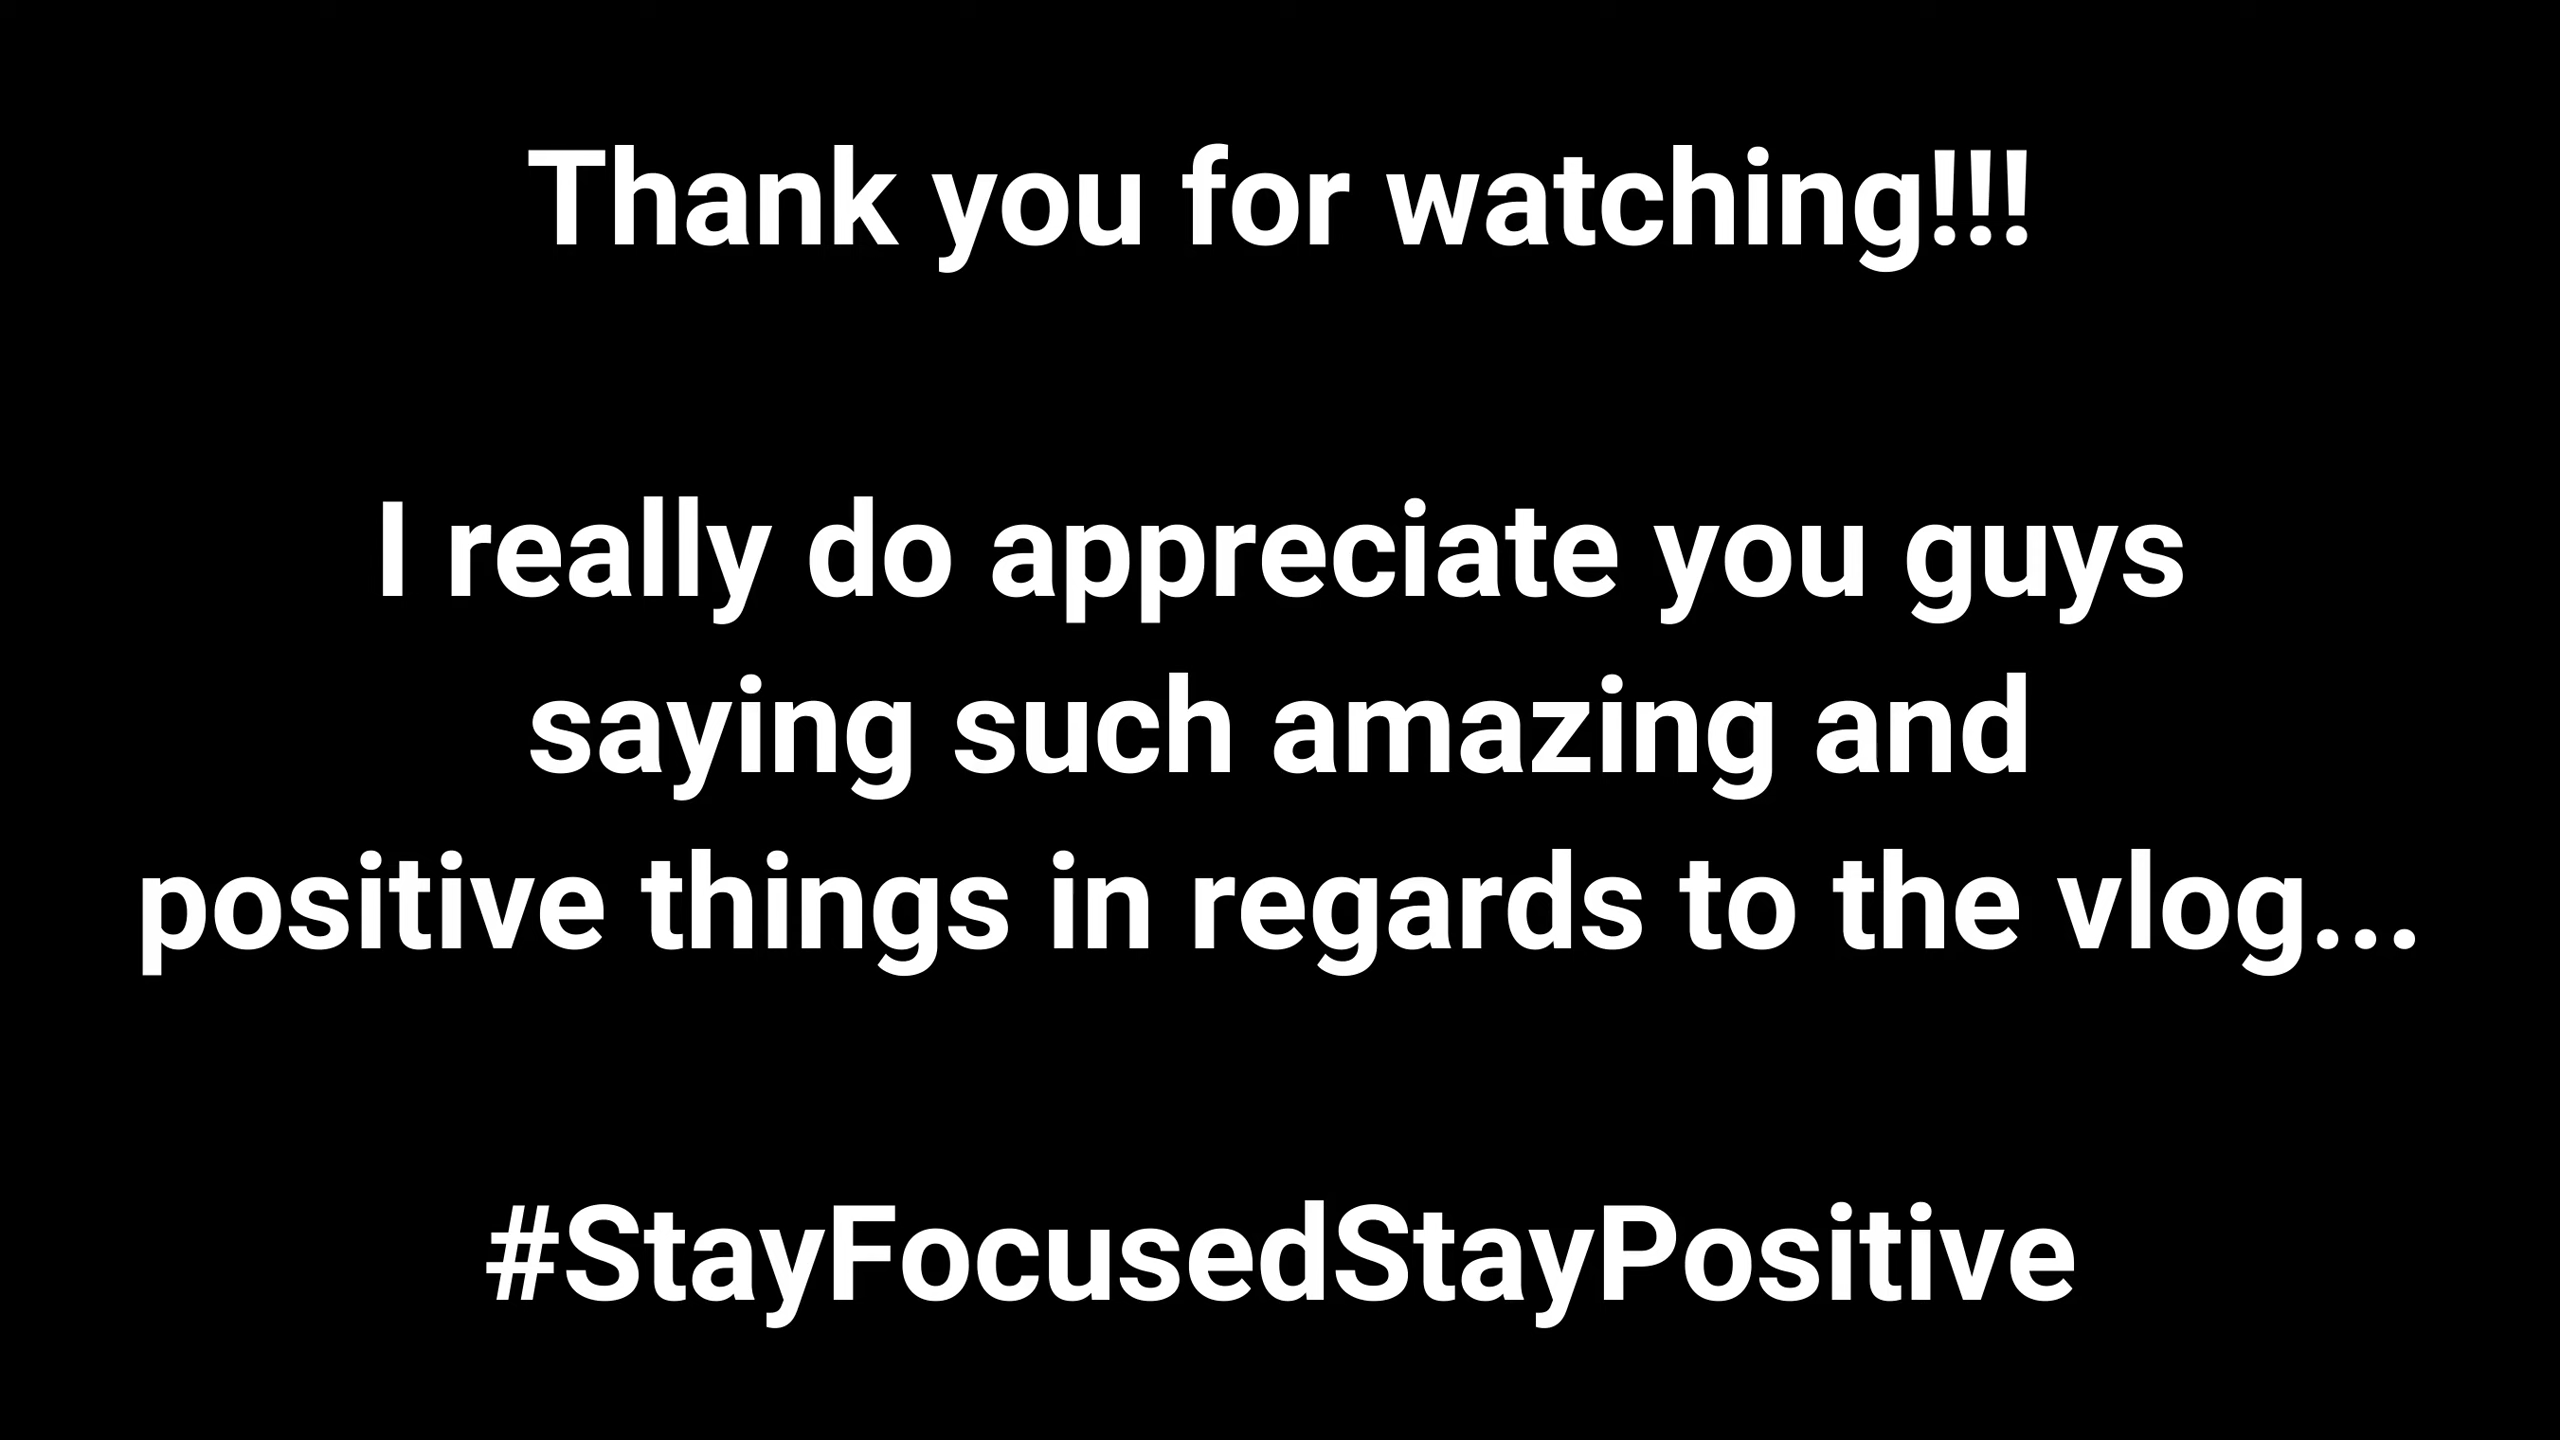 Thank you for watching!!!
I really do appreciate you guys
saying such amazing and
positive things in regards to the vlog...
#StayFocusedStayPositive